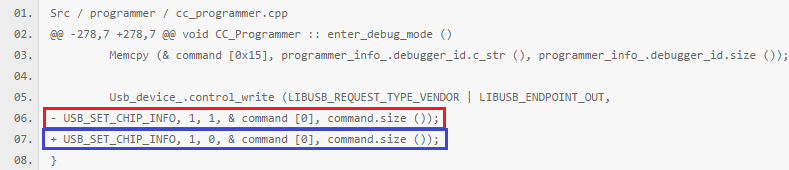 01. Src / programmer / cc_programmer.cpp
02. @@ -278,7 +278,7 @@ void CC_Programmer :: enter_debug_mode ()
03. Memcpy (& command [0x15], programmer_info_.debugger_id.c_str (), programmer_info_.debugger_id.size ());
04.
05. Usb_device_.control_write (LIBUSB_REQUEST_TYPE_VENDOR | LIBUSB_ENDPOINT_OUT,
06. - USB_SET_CHIP_INFO, 1, 1, & command [0], command.size ());
07. + USB_SET_CHIP_INFO, 1, 0, & command [0], command.size ());
08. }